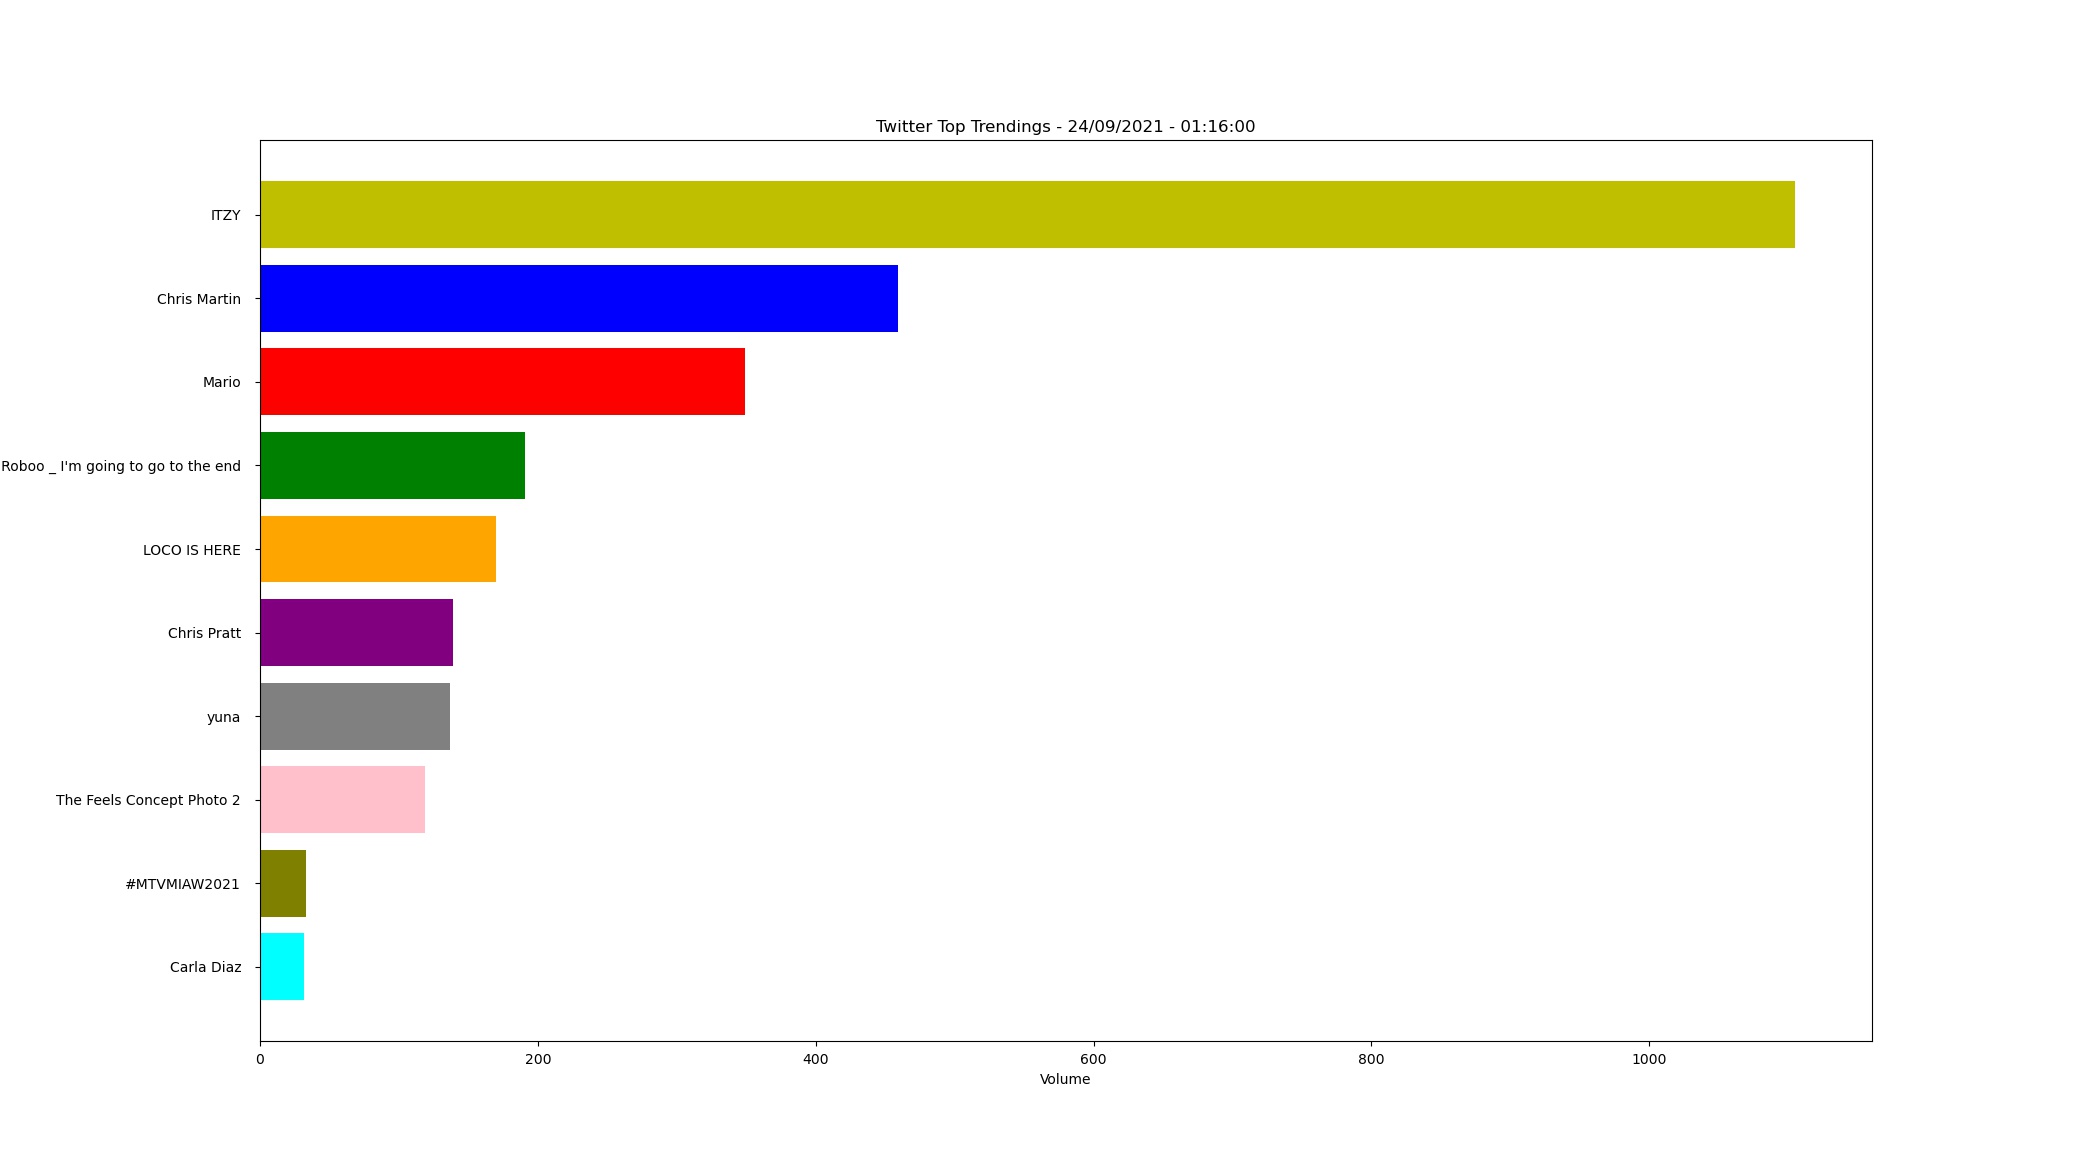 Twitter Top Trendings - 24/09/2021 - 01:16:00
ITZY
Chris Martin
Mario
Roboo _ I'm going to go to the end
LOCO IS HERE
Chris Pratt
yuna
The Feels Concept Photo 2
#MTVMIAW2021
Carla Diaz
0 200 400 600 800 1000
Volume